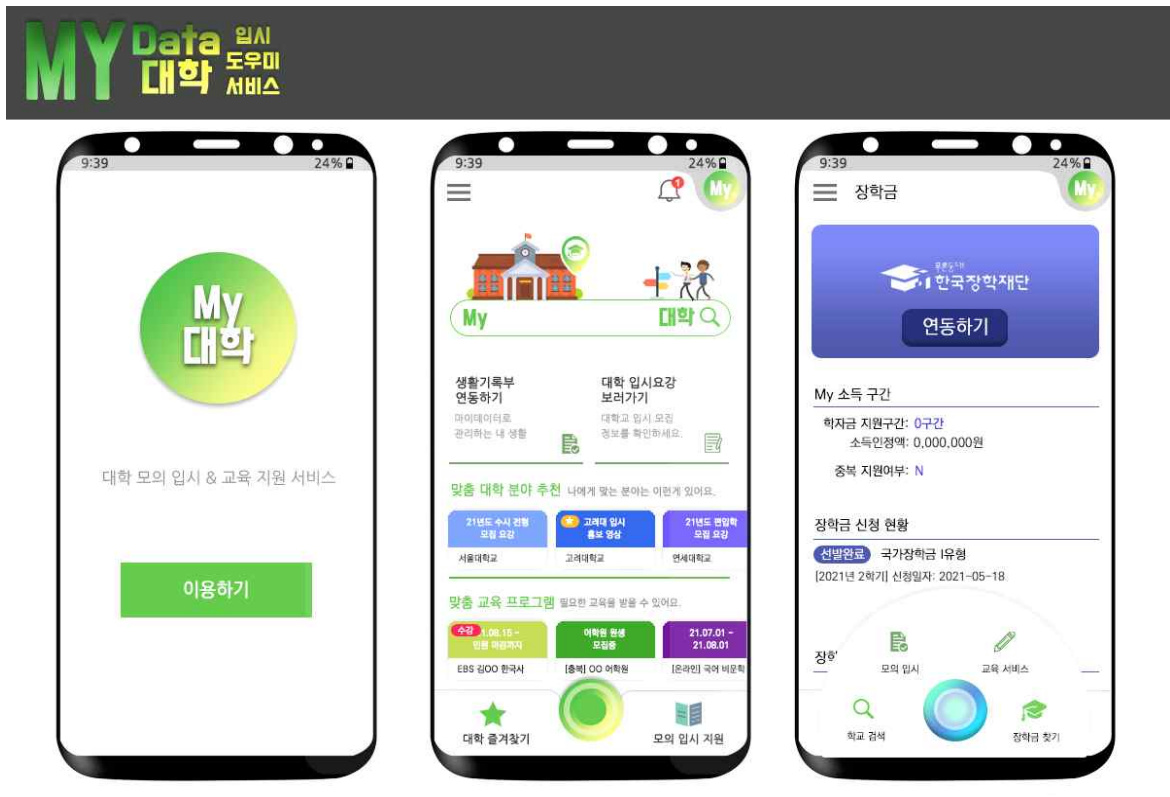 MY Data 입시
대학 도우미
서비스
9:39 24%
My
대학
대학 모의 입시 & 교육 지원 서비스
이용하기
9:39 24%
1
My
My 대학
생활기록부
연동하기
마이데이터로
관리하는 내 생활
대학 입시요강
보러가기
대학교 입시 모집
정보를 확인하세요.
맞춤 대학 분야 추천 나에게 맞는 분야는 이런게 있어요.
21년도 수시 전형
모집 요강
서울대학교
고려대 입시
홍보 영상
고려대학교
21년도 편입학
모집 요강
연세대학교
맞춤 교육 프로그램 필요한 교육을 받을 수 있어요.
수강 1.08.15 ~
인원 마감까지
EBS 김OO 한국사
어학원 원생
모집중
[충북] OO 어학원
21.07.01 ~
21.08.01
[온라인] 국어 비문학
대학 즐겨찾기
모의 입시 지원
9:39 24%
장학금
My
푸른등대
한국장학재단
연동하기
My 소득 구간
학자금 지원구간: 0구간
소득인정액: 0,000,000원
중복 지원여부: N
장학금 신청 현황
선발완료 국가장학금 I유형
[2021년 2학기] 신청일자: 2021-05-18
장학
모의 입시
교육 서비스
학교 검색
장학금 찾기